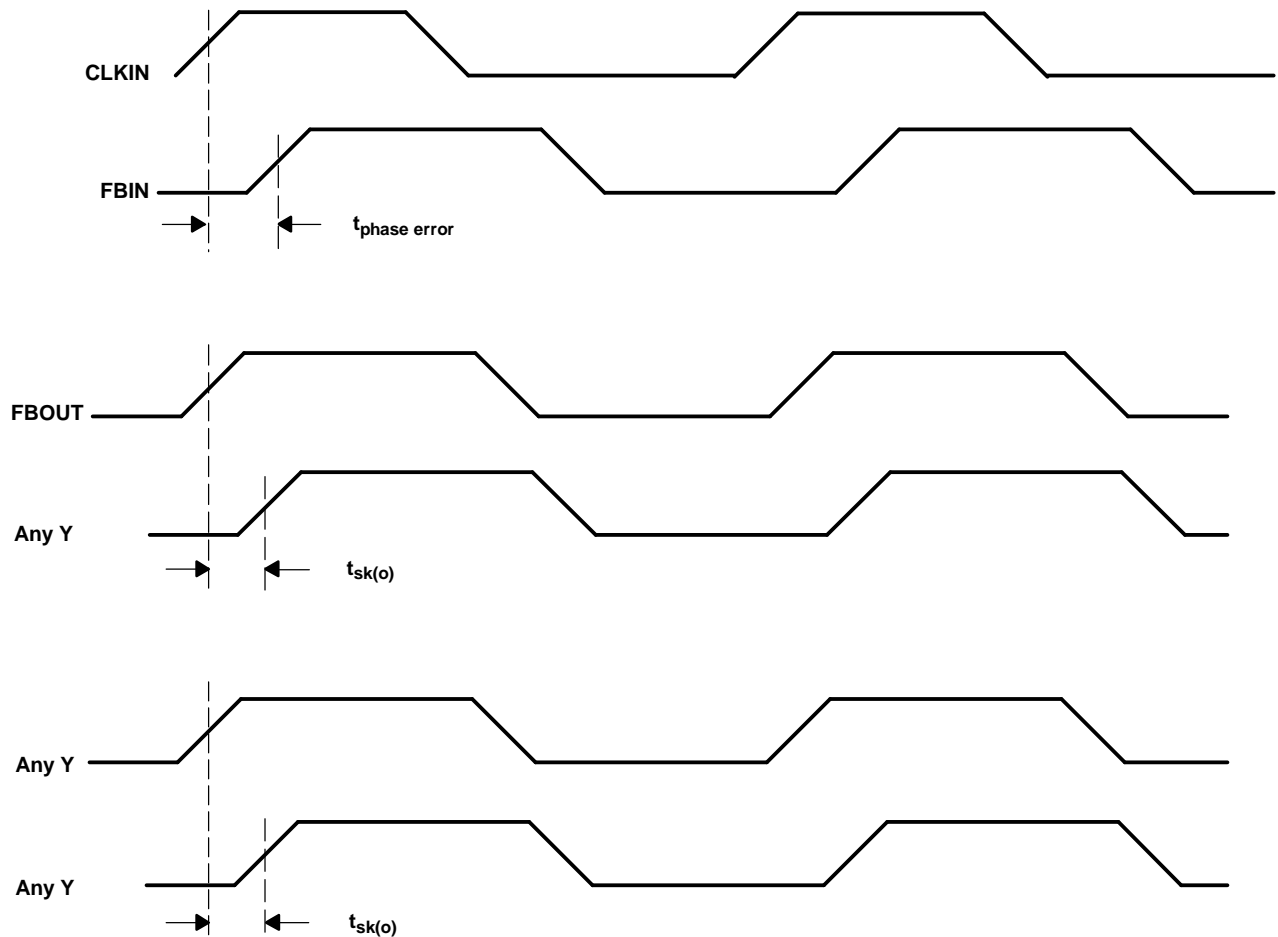 CLKIN
FBIN
tphase error
FBOUT
Any Y
tsk(o)
Any Y
Any Y
tsk(o)